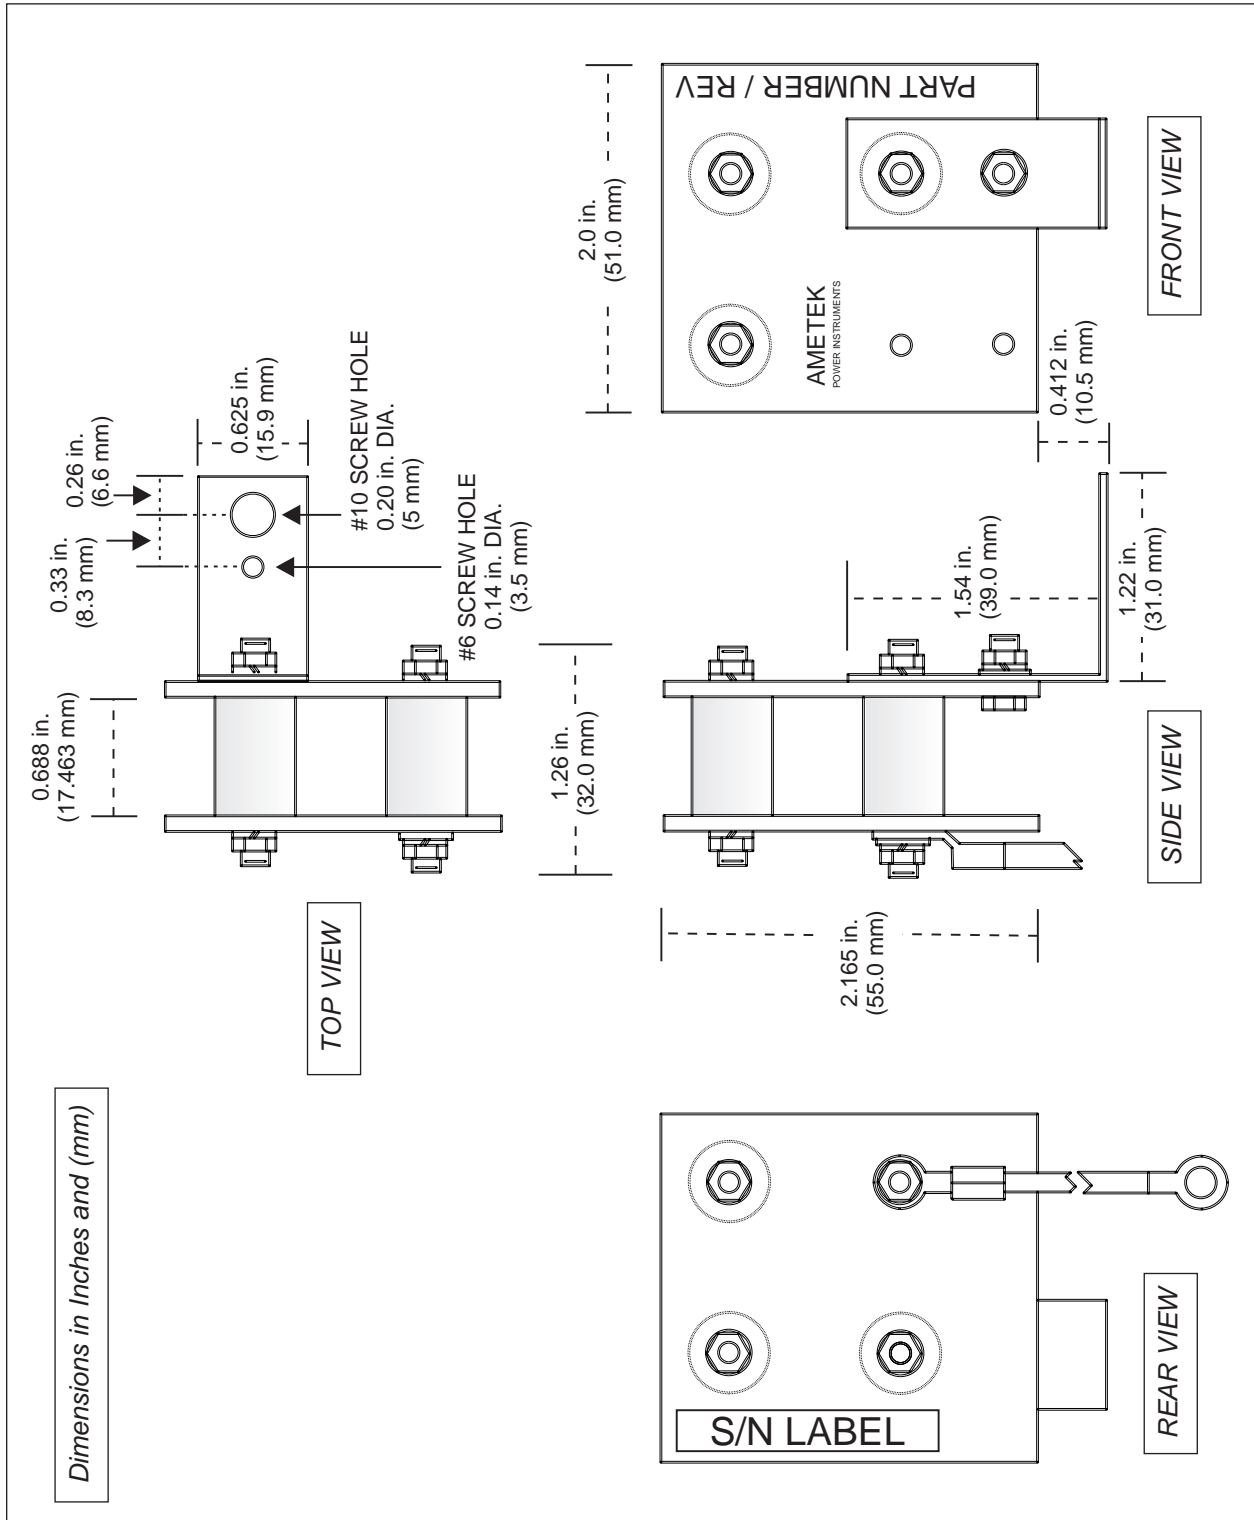 Dimensions in Inches and (mm)
TOP VIEW
0.688 in.
(17.463 mm)
0.33 in.
(8.3 mm)
0.26 in.
(6.6 mm)
0.625 in.
(15.9 mm)
#10 SCREW HOLE
0.20 in. DIA.
(5 mm)
#6 SCREW HOLE
0.14 in. DIA.
(3.5 mm)
1.26 in.
(32.0 mm)
S/N LABEL
REAR VIEW
2.165 in.
(55.0 mm)
1.54 in.
(39.0 mm)
1.22 in.
(31.0 mm)
SIDE VIEW
2.0 in.
(51.0 mm)
PART NUMBER / REV
AMETEK
POWER INSTRUMENTS
0.412 in.
(10.5 mm)
FRONT VIEW